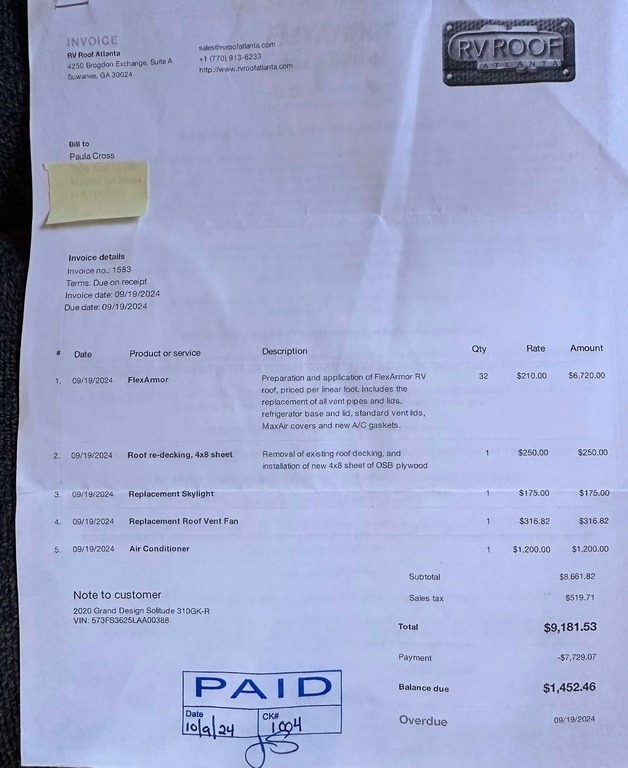 INVOICE
RV Roof Atlanta
4250 Brogdon Exchange, Suite A
Suwanee, GA 30024
sales@rvroofatlanta.com
+1 (770) 913-6233
http://www.rvroofatlanta.com
RV ROOF
ATLANTA
Bill to
Paula Cross
Invoice details
Invoice no.: 1583
Terms: Due on receipt
Invoice date: 09/19/2024
Due date: 09/19/2024
# Date Product or service Description Qty Rate Amount
1. 09/19/2024 FlexArmor Preparation and application of FlexArmor RV 32 $210.00 $6,720.00
roof, priced per linear foot. Includes the
replacement of all vent pipes and lids,
refrigerator base and lid, standard vent lids,
MaxAir covers and new A/C gaskets.
2. 09/19/2024 Roof re-decking, 4x8 sheet Removal of existing roof decking, and 1 $250.00 $250.00
installation of new 4x8 sheet of OSB plywood
3. 09/19/2024 Replacement Skylight 1 $175.00 $175.00
4. 09/19/2024 Replacement Roof Vent Fan 1 $316.82 $316.82
5. 09/19/2024 Air Conditioner 1 $1,200.00 $1,200.00
Subtotal $8,661.82
Sales tax $519.71
Total $9,181.53
Payment -$7,729.07
Balance due $1,452.46
Overdue 09/19/2024
Note to customer
2020 Grand Design Solitude 310GK-R
VIN: 573FS3625LAA00388
PAID
Date CK#
10/9/24 1004
JS